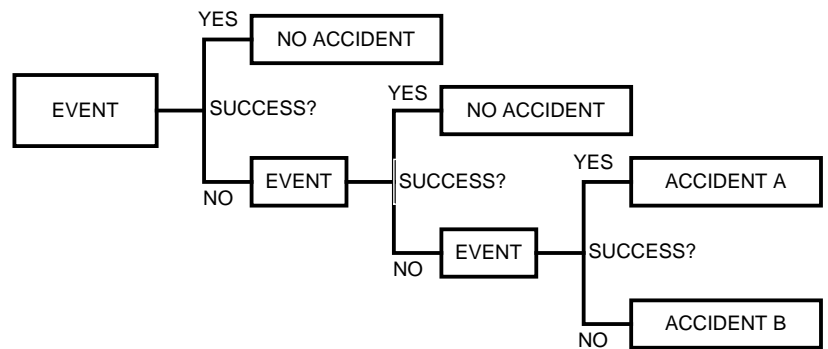 YES
NO ACCIDENT
EVENT
SUCCESS?
YES
NO ACCIDENT
NO
EVENT
SUCCESS?
YES
ACCIDENT A
NO
EVENT
SUCCESS?
NO
ACCIDENT B